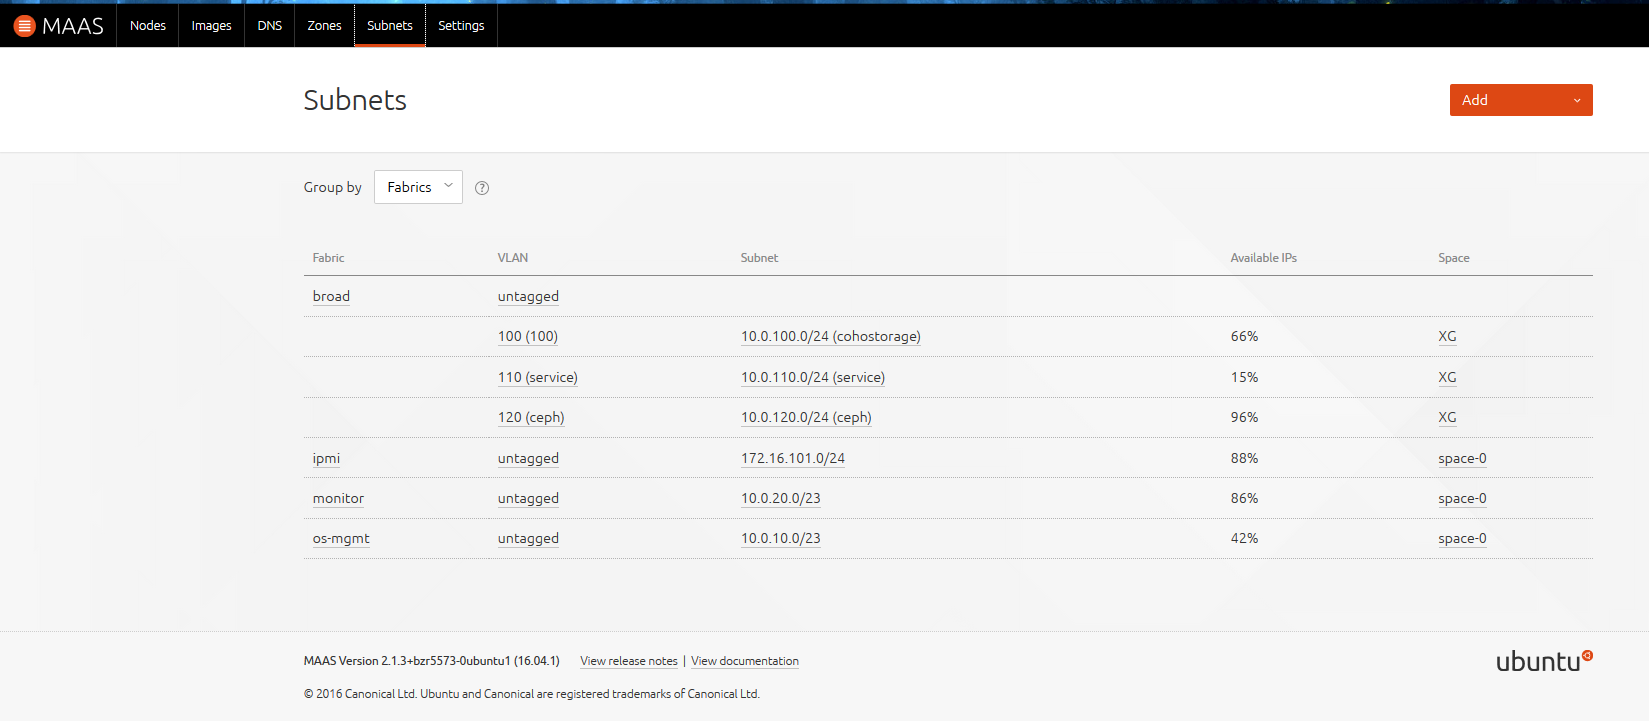 MAAS Nodes Images DNS Zones Subnets Settings
Subnets
Add
Group by Fabrics ?
Fabric VLAN Subnet Available IPs Space
broad untagged
100 (100) 10.0.100.0/24 (cohostorage) 66% XG
110 (service) 10.0.110.0/24 (service) 15% XG
120 (ceph) 10.0.120.0/24 (ceph) 96% XG
ipmi untagged 172.16.101.0/24 88% space-0
monitor untagged 10.0.20.0/23 86% space-0
os-mgmt untagged 10.0.10.0/23 42% space-0
MAAS Version 2.1.3+bzr5573-0ubuntu1 (16.04.1) View release notes | View documentation
ubuntu
© 2016 Canonical Ltd. Ubuntu and Canonical are registered trademarks of Canonical Ltd.